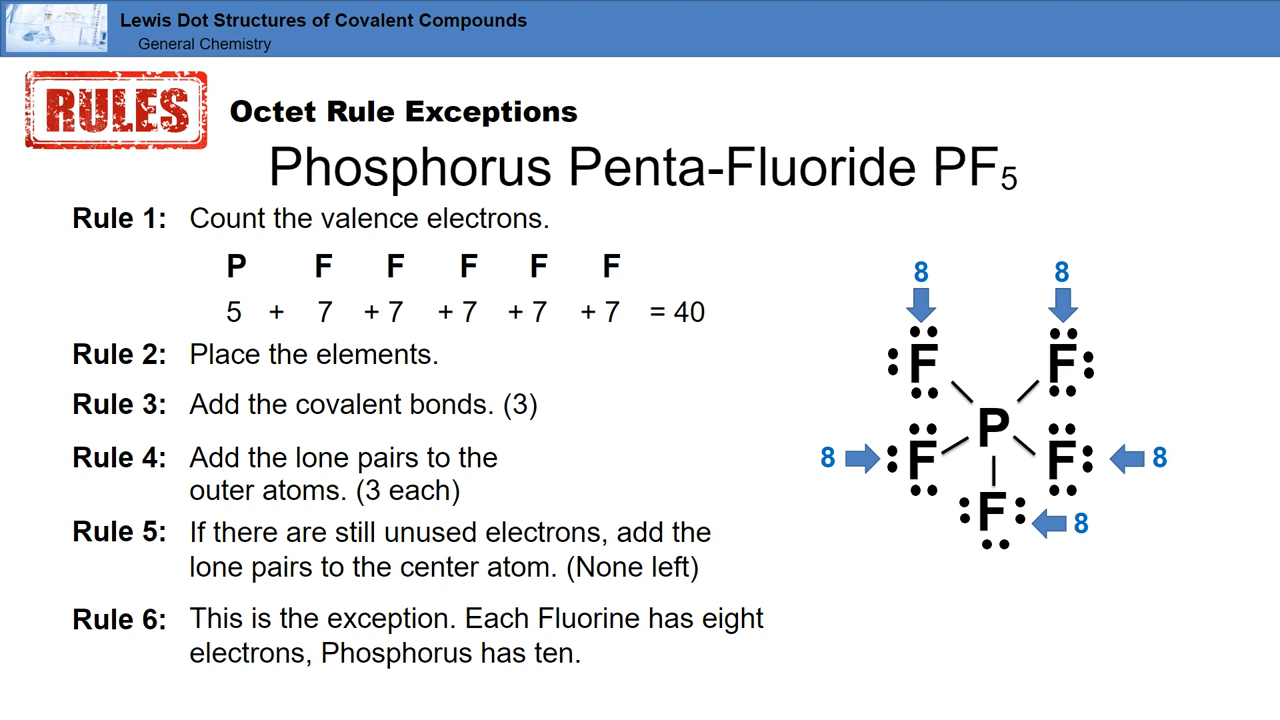 Lewis Dot Structures of Covalent Compounds
General Chemistry
RULES
Octet Rule Exceptions
Phosphorus Penta-Fluoride PF₅
Rule 1: Count the valence electrons.
P F F F F F
5 + 7 + 7 + 7 + 7 + 7 = 40
Rule 2: Place the elements.
Rule 3: Add the covalent bonds. (3)
Rule 4: Add the lone pairs to the
outer atoms. (3 each)
Rule 5: If there are still unused electrons, add the
lone pairs to the center atom. (None left)
Rule 6: This is the exception. Each Fluorine has eight
electrons, Phosphorus has ten.
8 8
F F
P
8 F F 8
F 8